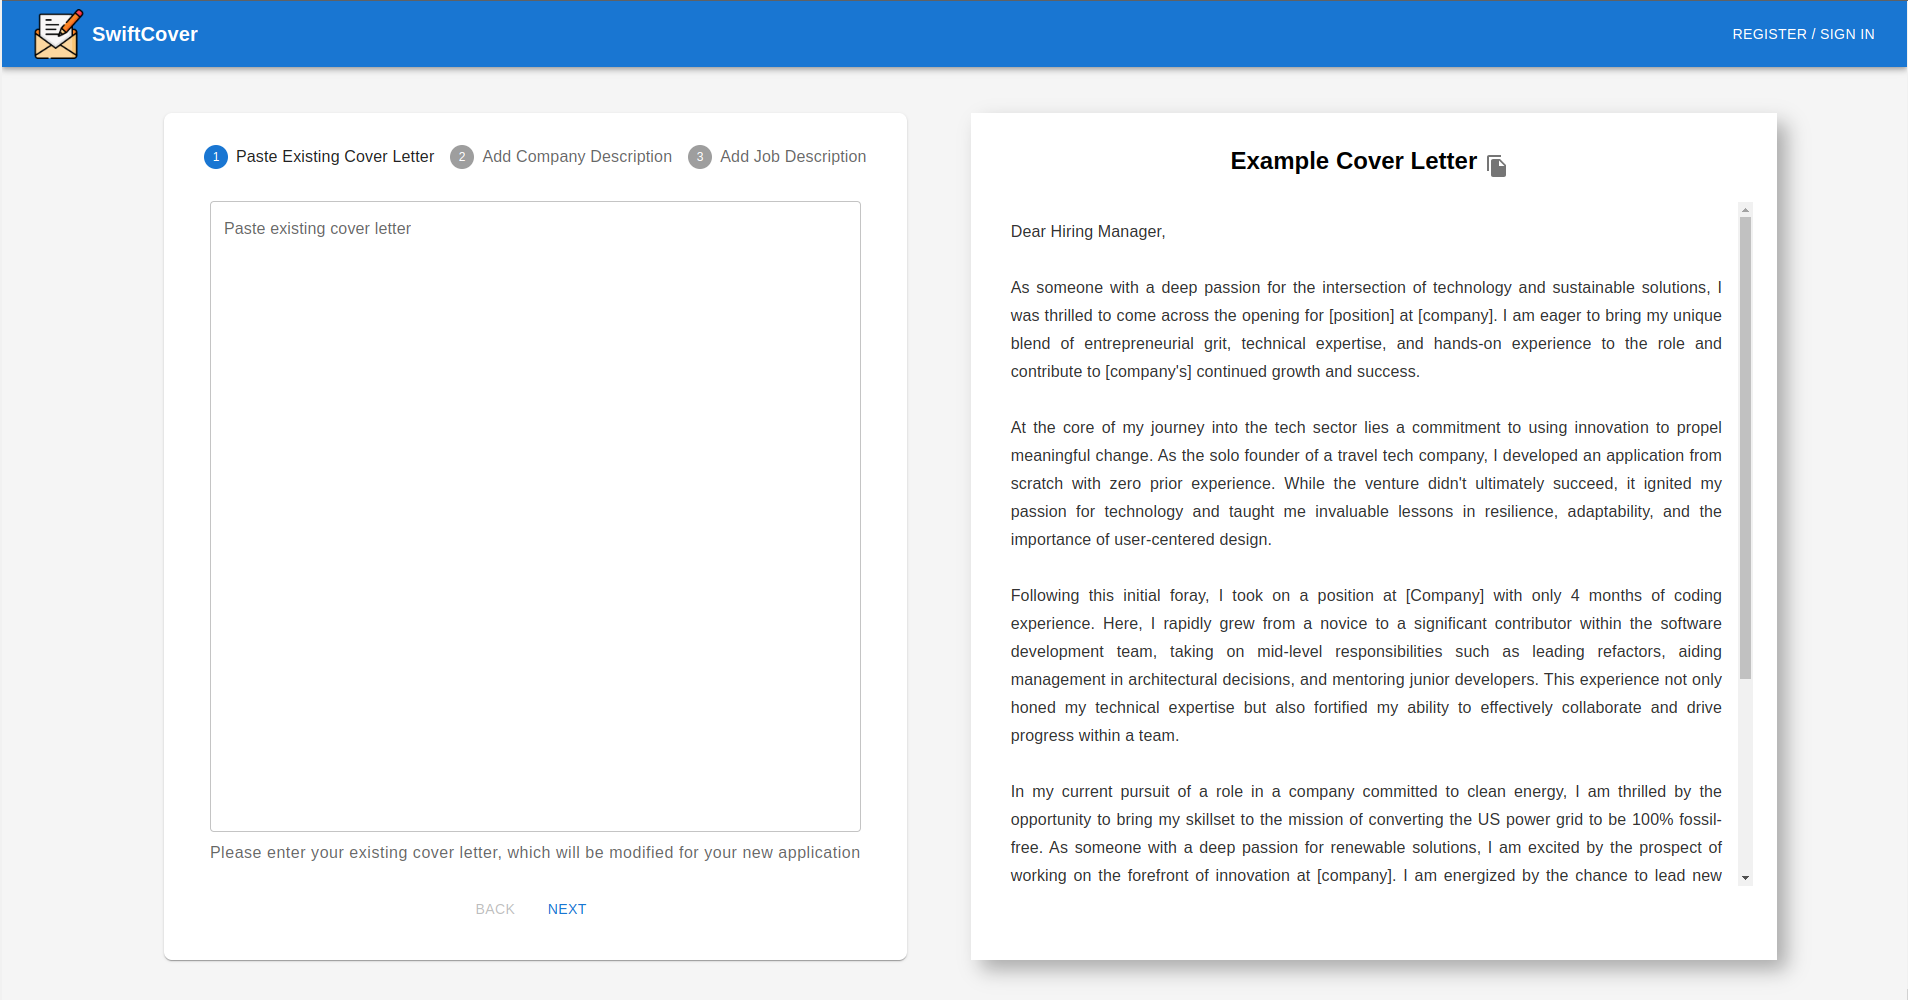 SwiftCover
REGISTER / SIGN IN
1 Paste Existing Cover Letter 2 Add Company Description 3 Add Job Description
Paste existing cover letter
Please enter your existing cover letter, which will be modified for your new application
BACK NEXT
Example Cover Letter
Dear Hiring Manager,
As someone with a deep passion for the intersection of technology and sustainable solutions, I
was thrilled to come across the opening for [position] at [company]. I am eager to bring my unique
blend of entrepreneurial grit, technical expertise, and hands-on experience to the role and
contribute to [company's] continued growth and success.
At the core of my journey into the tech sector lies a commitment to using innovation to propel
meaningful change. As the solo founder of a travel tech company, I developed an application from
scratch with zero prior experience. While the venture didn't ultimately succeed, it ignited my
passion for technology and taught me invaluable lessons in resilience, adaptability, and the
importance of user-centered design.
Following this initial foray, I took on a position at [Company] with only 4 months of coding
experience. Here, I rapidly grew from a novice to a significant contributor within the software
development team, taking on mid-level responsibilities such as leading refactors, aiding
management in architectural decisions, and mentoring junior developers. This experience not only
honed my technical expertise but also fortified my ability to effectively collaborate and drive
progress within a team.
In my current pursuit of a role in a company committed to clean energy, I am thrilled by the
opportunity to bring my skillset to the mission of converting the US power grid to be 100% fossil-
free. As someone with a deep passion for renewable solutions, I am excited by the prospect of
working on the forefront of innovation at [company]. I am energized by the chance to lead new